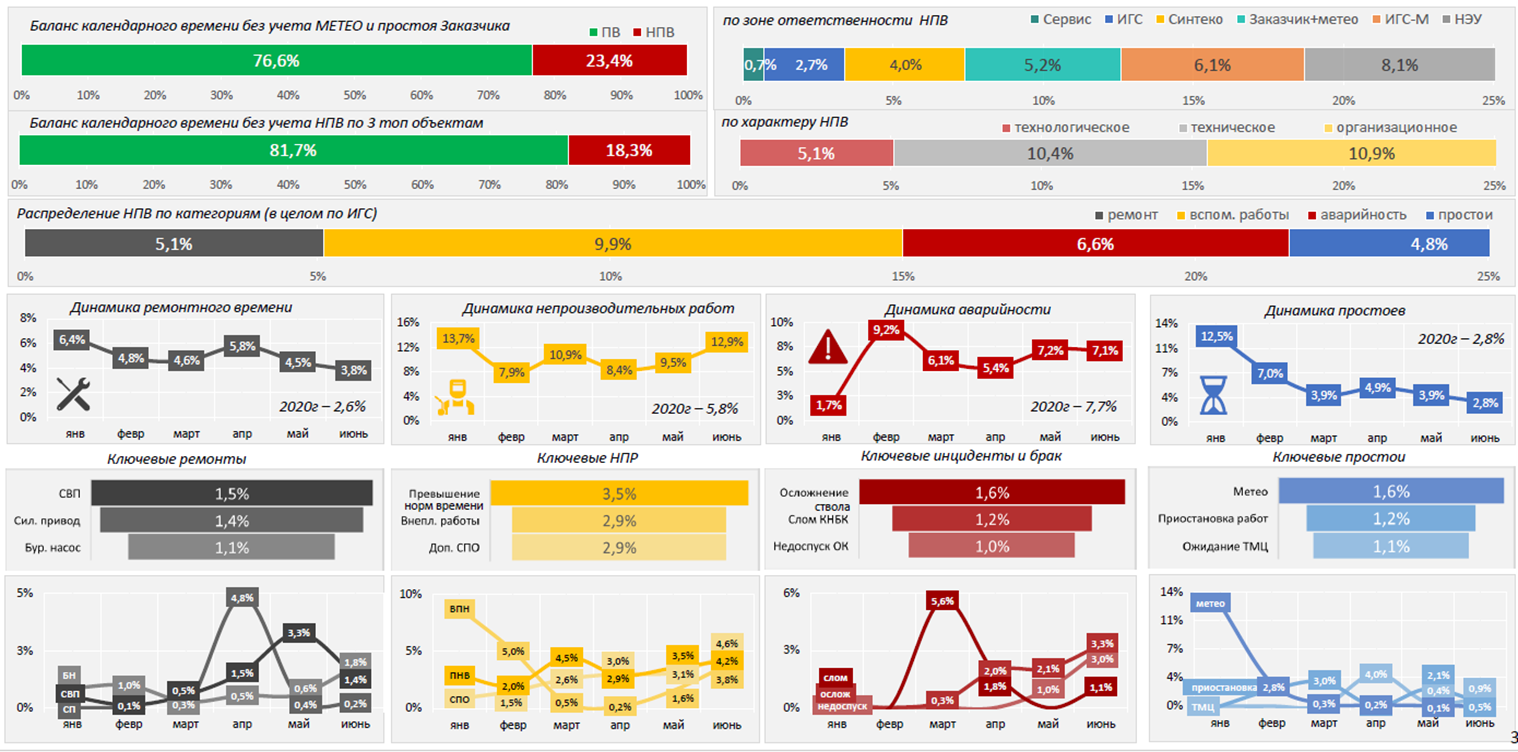 Баланс календарного времени без учета МЕТЕО и простоя Заказчика
ПВ НПВ
76,6% 23,4%
0% 10% 20% 30% 40% 50% 60% 70% 80% 90% 100%
Баланс календарного времени без учета НПВ по 3 топ объектам
81,7% 18,3%
0% 10% 20% 30% 40% 50% 60% 70% 80% 90% 100%
по зоне ответственности НПВ
Сервис ИГС Синтеко Заказчик+метео ИГС-М НЭУ
0,7% 2,7% 4,0% 5,2% 6,1% 8,1%
0% 5% 10% 15% 20% 25%
по характеру НПВ
технологическое техническое организационное
5,1% 10,4% 10,9%
0% 5% 10% 15% 20% 25%
Распределение НПВ по категориям (в целом по ИГС)
ремонт вспом. работы аварийность простои
5,1% 9,9% 6,6% 4,8%
0% 5% 10% 15% 20% 25%
Динамика ремонтного времени
8%
6%
4%
2%
0%
6,4% 4,8% 4,6% 5,8% 4,5% 3,8%
2020г – 2,6%
янв февр март апр май июнь
Динамика непроизводительных работ
16%
12%
8%
4%
0%
13,7% 7,9% 10,9% 8,4% 9,5% 12,9%
2020г – 5,8%
янв февр март апр май июнь
Динамика аварийности
10%
8%
5%
3%
0%
1,7% 9,2% 6,1% 5,4% 7,2% 7,1%
2020г – 7,7%
янв февр март апр май июнь
Динамика простоев
14%
11%
7%
4%
0%
12,5% 7,0% 3,9% 4,9% 3,9% 2,8%
2020г – 2,8%
янв февр март апр май июнь
Ключевые ремонты
СВП 1,5%
Сил. привод 1,4%
Бур. насос 1,1%
Ключевые НПР
Превышение
норм времени 3,5%
Внепл. работы 2,9%
Доп. СПО 2,9%
Ключевые инциденты и брак
Осложнение
ствола 1,6%
Слом КНБК 1,2%
Недоспуск ОК 1,0%
Ключевые простои
Метео 1,6%
Приостановка работ 1,2%
Ожидание ТМЦ 1,1%
5%
3%
0%
БН 1,0% 0,3% 0,5% 0,6% 1,8%
СВП 0,1% 0,5% 1,5% 3,3% 1,4%
СП 4,8% 0,4% 0,2%
янв февр март апр май июнь
10%
5%
0%
ВПН 5,0% 0,5% 0,2% 1,6% 3,8%
ПНВ 2,0% 4,5% 2,9% 3,5% 4,2%
СПО 1,5% 2,6% 3,0% 3,1% 4,6%
янв февр март апр май июнь
6%
3%
0%
слом 5,6% 1,8% 1,1%
ослож 0,3% 2,0% 2,1% 3,3%
недоспуск 1,0% 3,0%
янв февр март апр май июнь
14%
11%
7%
4%
0%
метео 2,8% 0,3% 0,2% 0,1%
приостановка 3,0% 2,1% 0,5%
ТМЦ 4,0% 0,4% 0,9%
янв февр март апр май июнь
3